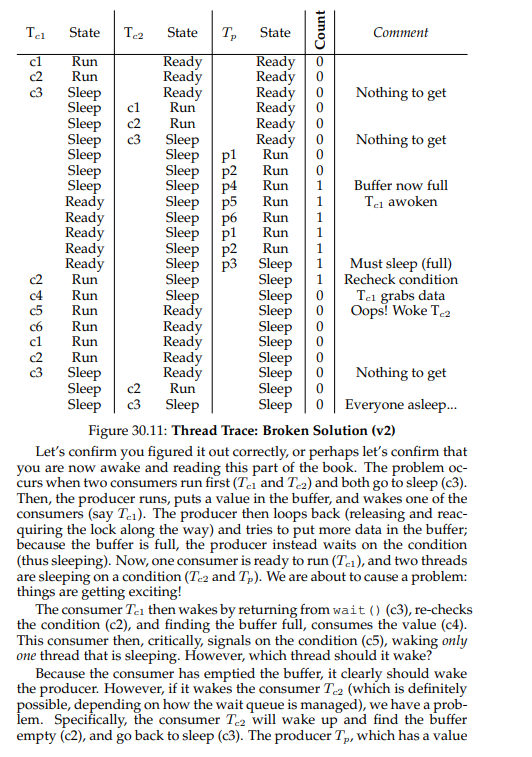 Tc1 State Tc2 State Tp State Count Comment
c1 Run Ready Ready 0
c2 Run Ready Ready 0
c3 Sleep Ready Ready 0 Nothing to get
Sleep c1 Run Ready 0
Sleep c2 Run Ready 0
Sleep c3 Sleep Ready 0 Nothing to get
Sleep Sleep p1 Run 0
Sleep Sleep p2 Run 0
Sleep Sleep p4 Run 1 Buffer now full
Ready Sleep p5 Run 1 Tc1 awoken
Ready Sleep p6 Run 1
Ready Sleep p1 Run 1
Ready Sleep p2 Run 1
Ready Sleep p3 Sleep 1 Must sleep (full)
c2 Run Sleep Sleep 1 Recheck condition
c4 Run Sleep Sleep 0 Tc1 grabs data
c5 Run Ready Sleep 0 Oops! Woke Tc2
c6 Run Ready Sleep 0
c1 Run Ready Sleep 0
c2 Run Ready Sleep 0
c3 Sleep Ready Sleep 0 Nothing to get
Sleep c2 Run Sleep 0
Sleep c3 Sleep Sleep 0 Everyone asleep...
Figure 30.11: Thread Trace: Broken Solution (v2)
Let's confirm you figured it out correctly, or perhaps let's confirm that
you are now awake and reading this part of the book. The problem oc-
curs when two consumers run first (Tc1 and Tc2) and both go to sleep (c3).
Then, the producer runs, puts a value in the buffer, and wakes one of the
consumers (say Tc1). The producer then loops back (releasing and reac-
quiring the lock along the way) and tries to put more data in the buffer;
because the buffer is full, the producer instead waits on the condition
(thus sleeping). Now, one consumer is ready to run (Tc1), and two threads
are sleeping on a condition (Tc2 and Tp). We are about to cause a problem:
things are getting exciting!
The consumer Tc1 then wakes by returning from wait() (c3), re-checks
the condition (c2), and finding the buffer full, consumes the value (c4).
This consumer then, critically, signals on the condition (c5), waking only
one thread that is sleeping. However, which thread should it wake?
Because the consumer has emptied the buffer, it clearly should wake
the producer. However, if it wakes the consumer Tc2 (which is definitely
possible, depending on how the wait queue is managed), we have a prob-
lem. Specifically, the consumer Tc2 will wake up and find the buffer
empty (c2), and go back to sleep (c3). The producer Tp, which has a value